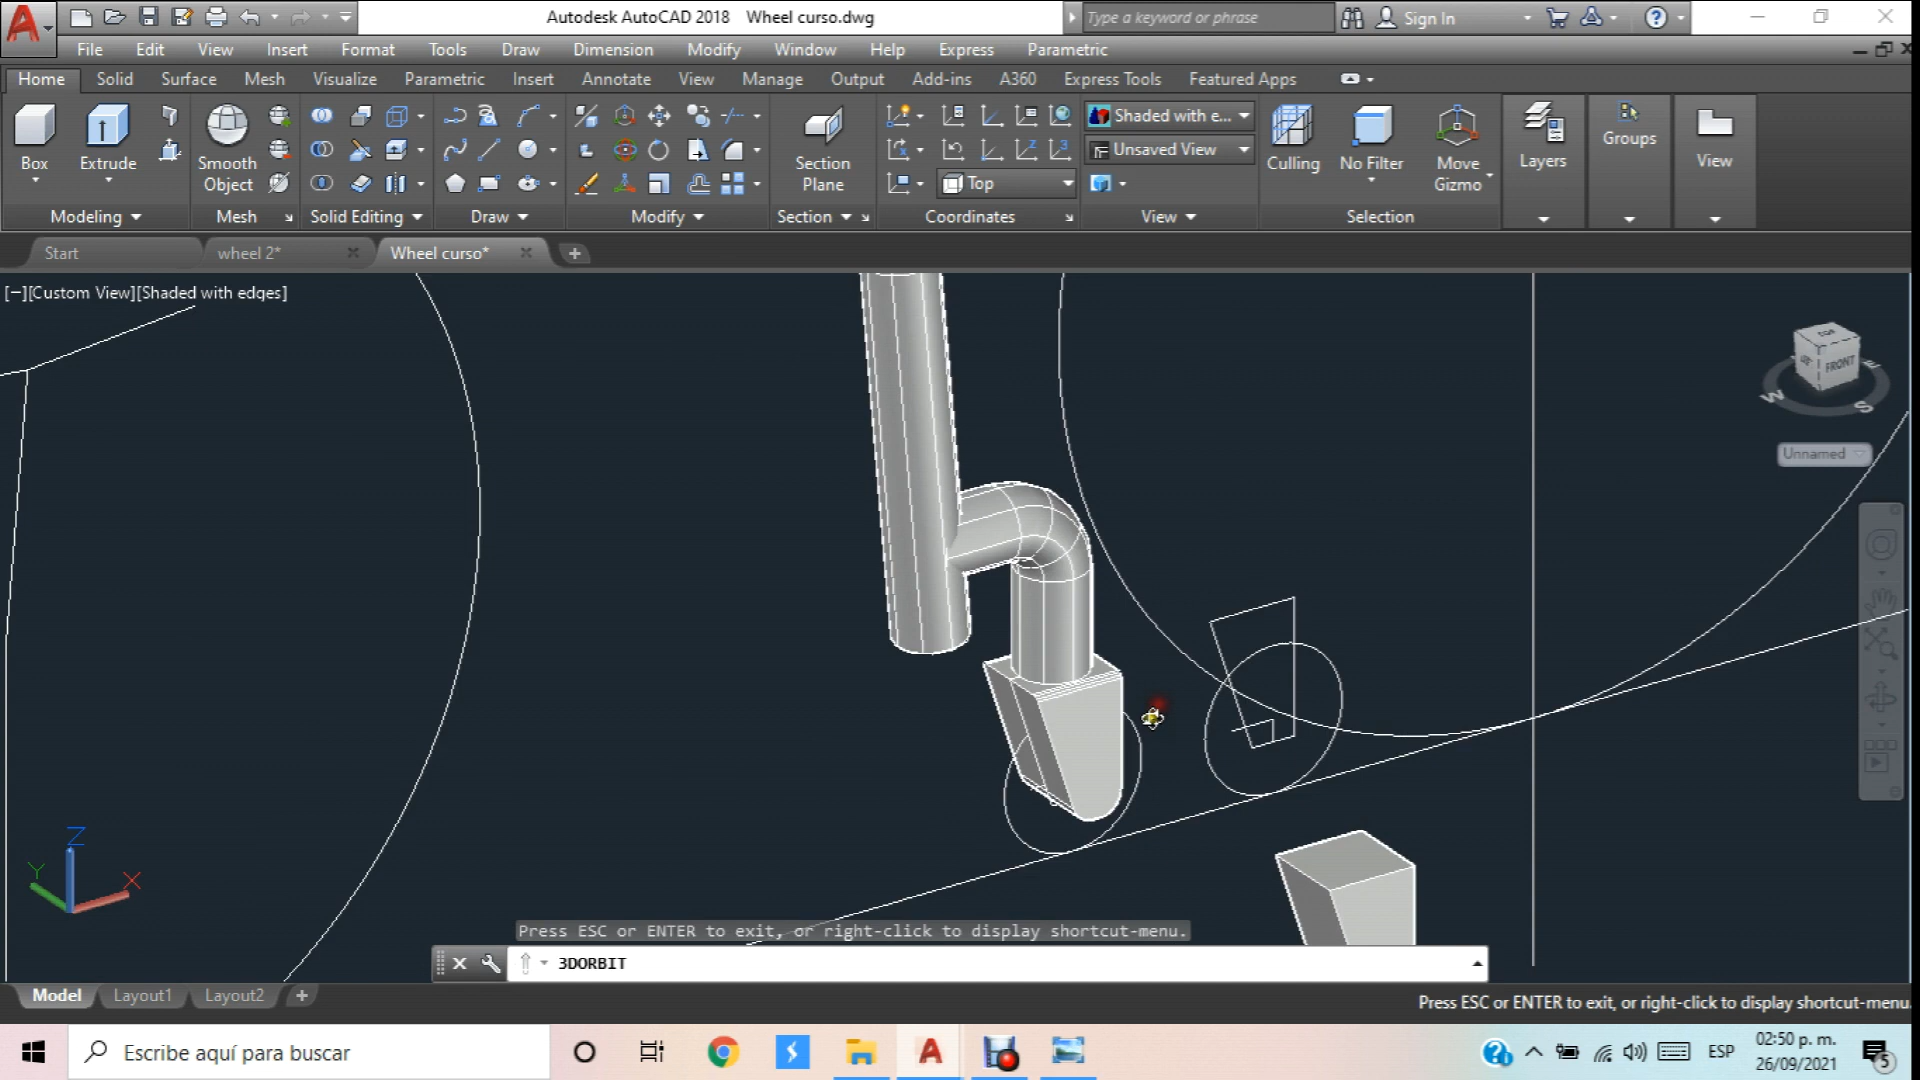 Autodesk AutoCAD 2018 Wheel curso.dwg
Type a keyword or phrase
Sign In
File Edit View Insert Format Tools Draw Dimension Modify Window Help Express Parametric
Home Solid Surface Mesh Visualize Parametric Insert Annotate View Manage Output Add-ins A360 Express Tools Featured Apps
Shaded with e...
Unsaved View
Top
Box
Extrude
Smooth Object
Section Plane
Culling
No Filter
Move Gizmo
Layers
Groups
View
Modeling Mesh Solid Editing Draw Modify Section Coordinates View Selection
Start wheel 2* Wheel curso*
[−][Custom View][Shaded with edges]
TOP
FRONT
W
S
E
Unnamed
Z
Y
X
Press ESC or ENTER to exit, or right-click to display shortcut-menu.
3DORBIT
Model Layout1 Layout2
Press ESC or ENTER to exit, or right-click to display shortcut-menu.
Escribe aquí para buscar
ESP
02:50 p. m.
26/09/2021
5